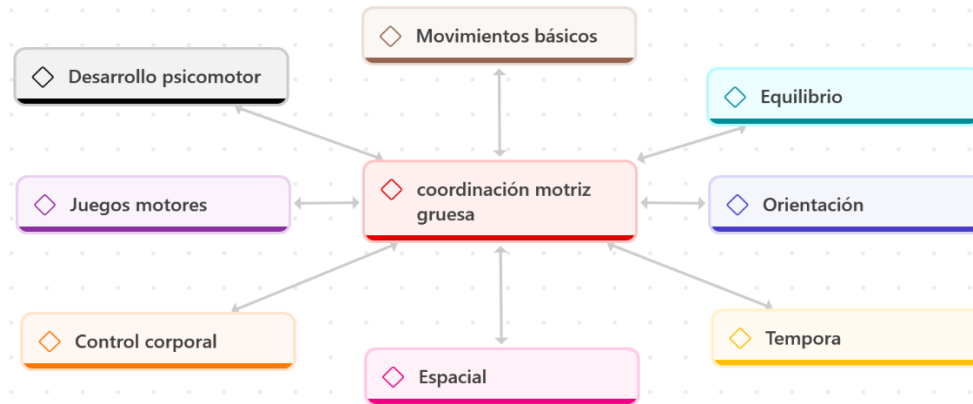 Movimientos básicos
Desarrollo psicomotor
Equilibrio
coordinación motriz
gruesa
Juegos motores
Orientación
Control corporal
Tempora
Espacial